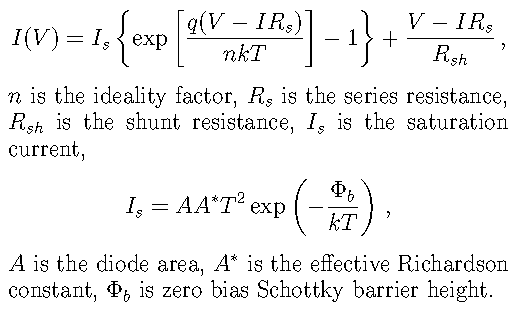 I(V) = I_s { exp [ q(V − IR_s) / nkT ] − 1 } + (V − IR_s) / R_sh ,
n is the ideality factor, R_s is the series resistance,
R_sh is the shunt resistance, I_s is the saturation
current,
I_s = AA*T² exp ( − Φ_b / kT ) ,
A is the diode area, A* is the effective Richardson
constant, Φ_b is zero bias Schottky barrier height.